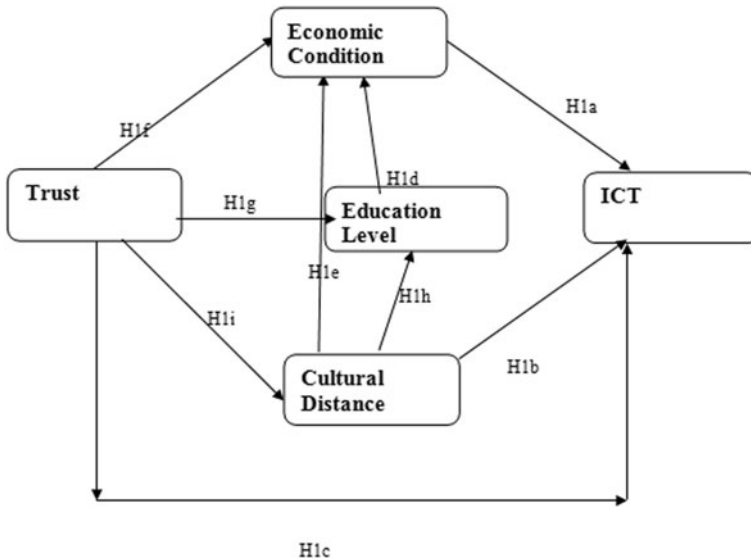 Economic
Condition
H1f
H1a
Trust
H1d
ICT
H1g
Education
Level
H1e
H1h
H1i
Cultural
Distance
H1b
H1c